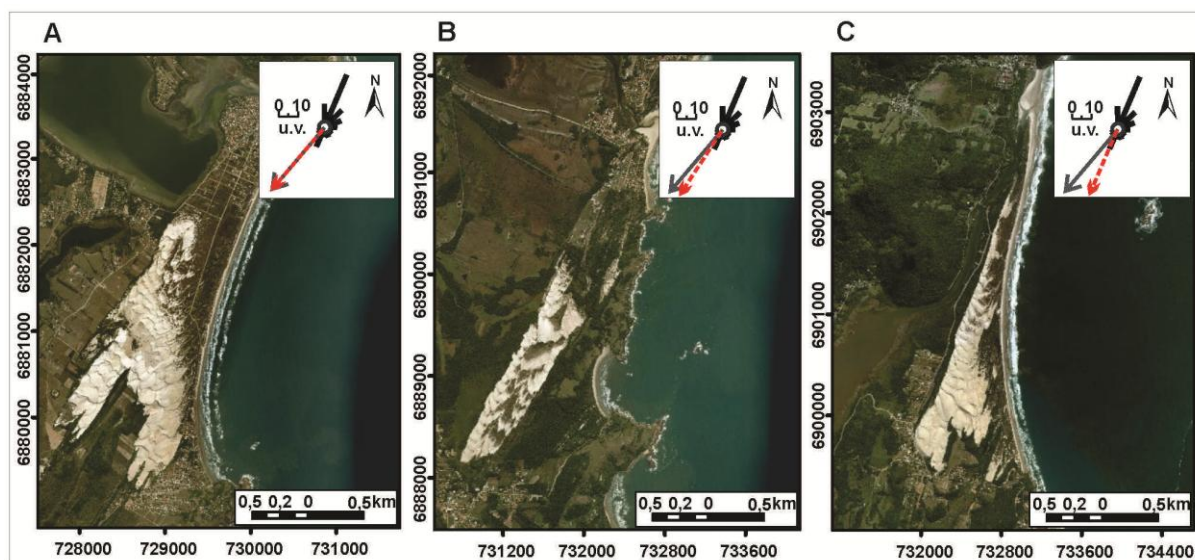 A
6884000
6883000
6882000
6881000
6880000
728000 729000 730000 731000
0 10
u.v.
N
0,5 0,2 0 0,5km
B
6892000
6891000
6890000
6889000
6888000
731200 732000 732800 733600
0 10
u.v.
N
0,5 0,2 0 0,5km
C
6903000
6902000
6901000
6900000
732000 732800 733600 734400
0 10
u.v.
N
0,5 0,2 0 0,5km